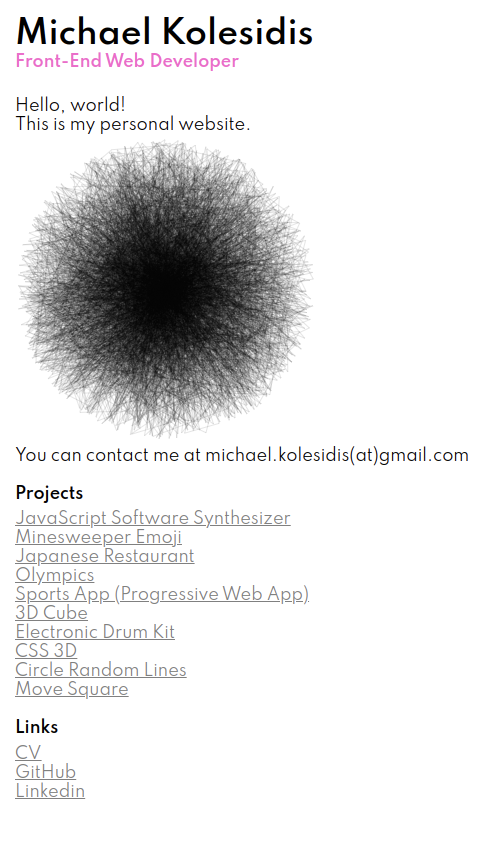 Michael Kolesidis
Front-End Web Developer
Hello, world!
This is my personal website.
You can contact me at michael.kolesidis(at)gmail.com
Projects
JavaScript Software Synthesizer
Minesweeper Emoji
Japanese Restaurant
Olympics
Sports App (Progressive Web App)
3D Cube
Electronic Drum Kit
CSS 3D
Circle Random Lines
Move Square
Links
CV
GitHub
Linkedin